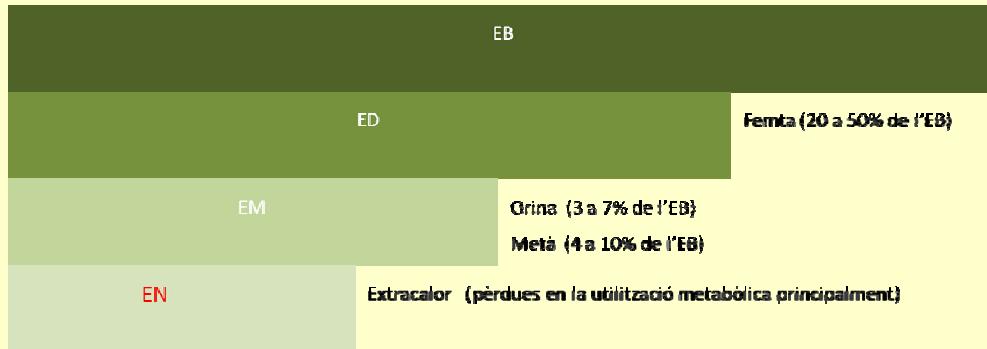 EB
ED
Femta (20 a 50% de l'EB)
EM
Orina (3 a 7% de l'EB)
Metà (4 a 10% de l'EB)
EN
Extracalor (pèrdues en la utilització metabòlica principalment)